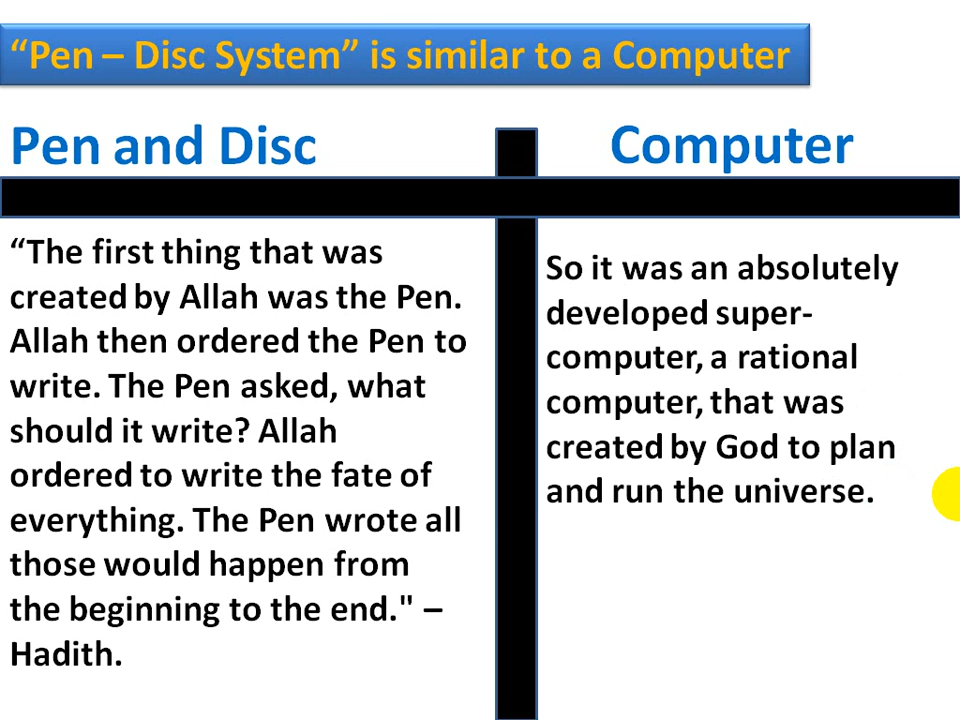 “Pen – Disc System” is similar to a Computer
Pen and Disc
Computer
“The first thing that was
created by Allah was the Pen.
Allah then ordered the Pen to
write. The Pen asked, what
should it write? Allah
ordered to write the fate of
everything. The Pen wrote all
those would happen from
the beginning to the end." –
Hadith.
So it was an absolutely
developed super-
computer, a rational
computer, that was
created by God to plan
and run the universe.